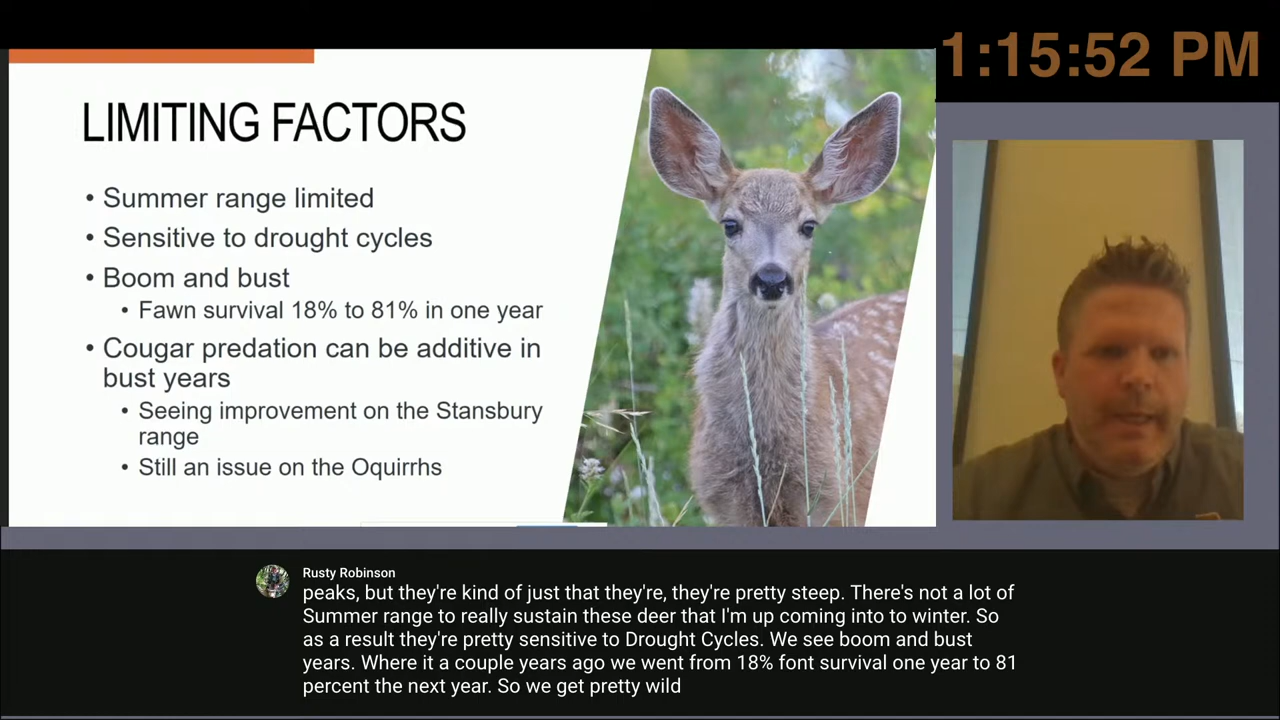 1:15:52 PM
LIMITING FACTORS
• Summer range limited
• Sensitive to drought cycles
• Boom and bust
• Fawn survival 18% to 81% in one year
• Cougar predation can be additive in
bust years
• Seeing improvement on the Stansbury
range
• Still an issue on the Oquirrhs
Rusty Robinson
peaks, but they're kind of just that they're, they're pretty steep. There's not a lot of
Summer range to really sustain these deer that I'm up coming into to winter. So
as a result they're pretty sensitive to Drought Cycles. We see boom and bust
years. Where it a couple years ago we went from 18% font survival one year to 81
percent the next year. So we get pretty wild